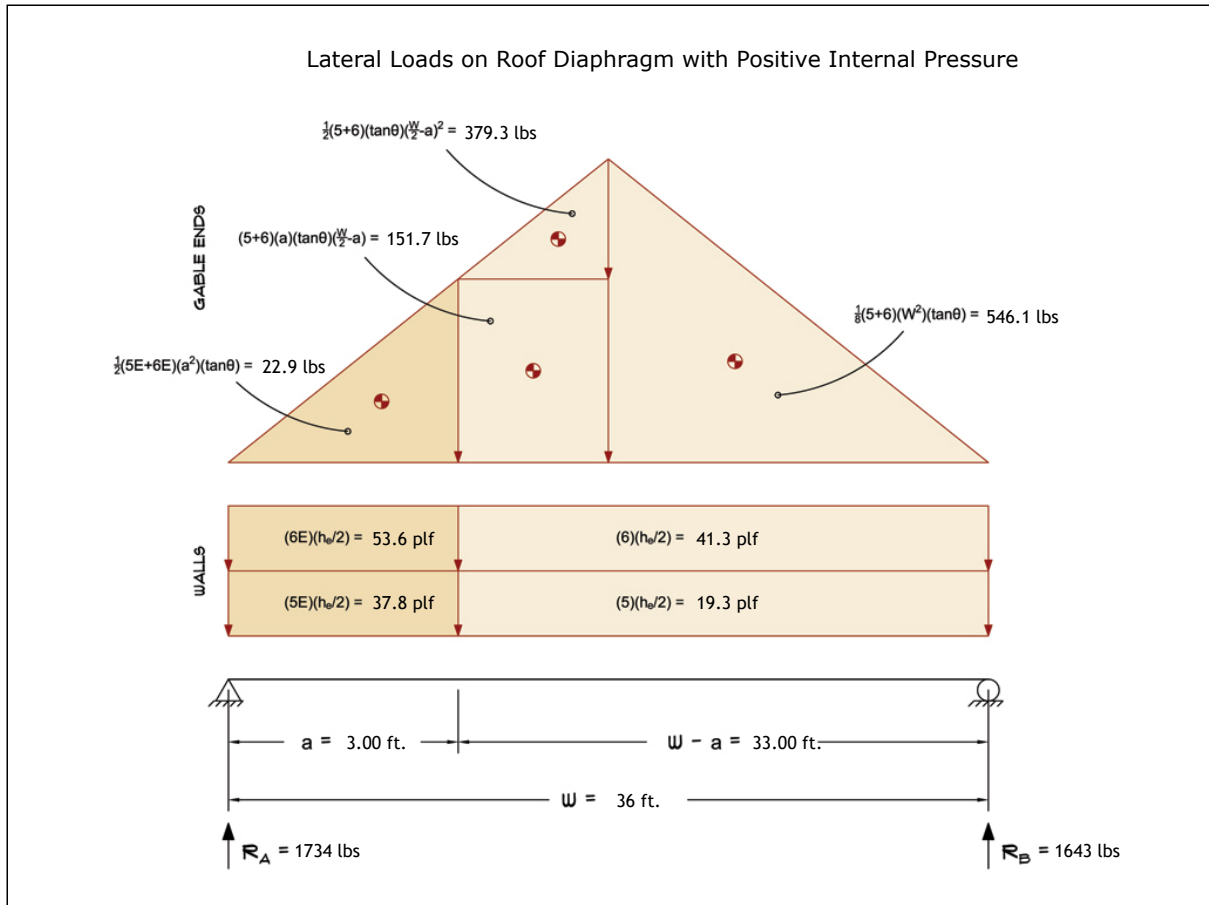 Lateral Loads on Roof Diaphragm with Positive Internal Pressure
½(5+6)(tanθ)(W/2-a)² = 379.3 lbs
GABLE ENDS
(5+6)(a)(tanθ)(W/2-a) = 151.7 lbs
⅛(5+6)(W²)(tanθ) = 546.1 lbs
½(5E+6E)(a²)(tanθ) = 22.9 lbs
WALLS
(6E)(hₑ/2) = 53.6 plf
(6)(hₑ/2) = 41.3 plf
(5E)(hₑ/2) = 37.8 plf
(5)(hₑ/2) = 19.3 plf
a = 3.00 ft.
W - a = 33.00 ft.
W = 36 ft.
R_A = 1734 lbs
R_B = 1643 lbs